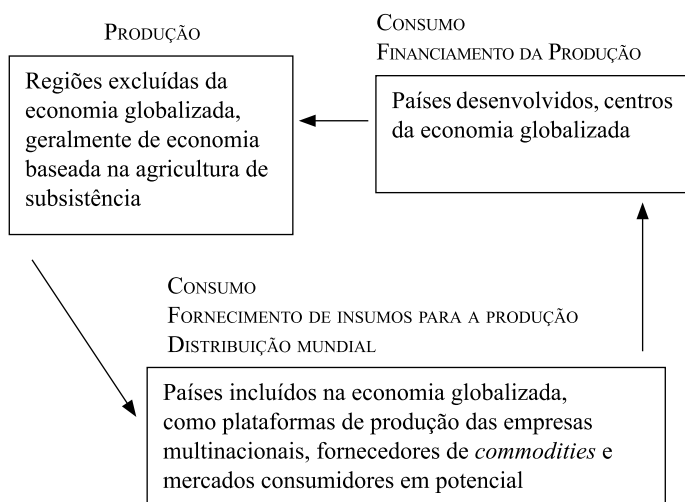 PRODUÇÃO
Regiões excluídas da
economia globalizada,
geralmente de economia
baseada na agricultura de
subsistência
CONSUMO
FINANCIAMENTO DA PRODUÇÃO
Países desenvolvidos, centros
da economia globalizada
CONSUMO
FORNECIMENTO DE INSUMOS PARA A PRODUÇÃO
DISTRIBUIÇÃO MUNDIAL
Países incluídos na economia globalizada,
como plataformas de produção das empresas
multinacionais, fornecedores de commodities e
mercados consumidores em potencial